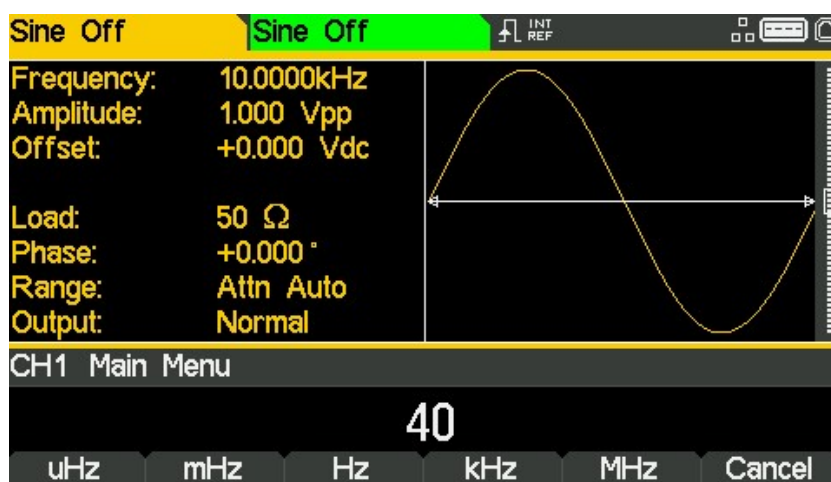 Sine Off Sine Off INT REF
Frequency: 10.0000kHz
Amplitude: 1.000 Vpp
Offset: +0.000 Vdc
Load: 50 Ω
Phase: +0.000 °
Range: Attn Auto
Output: Normal
CH1 Main Menu
40
uHz mHz Hz kHz MHz Cancel